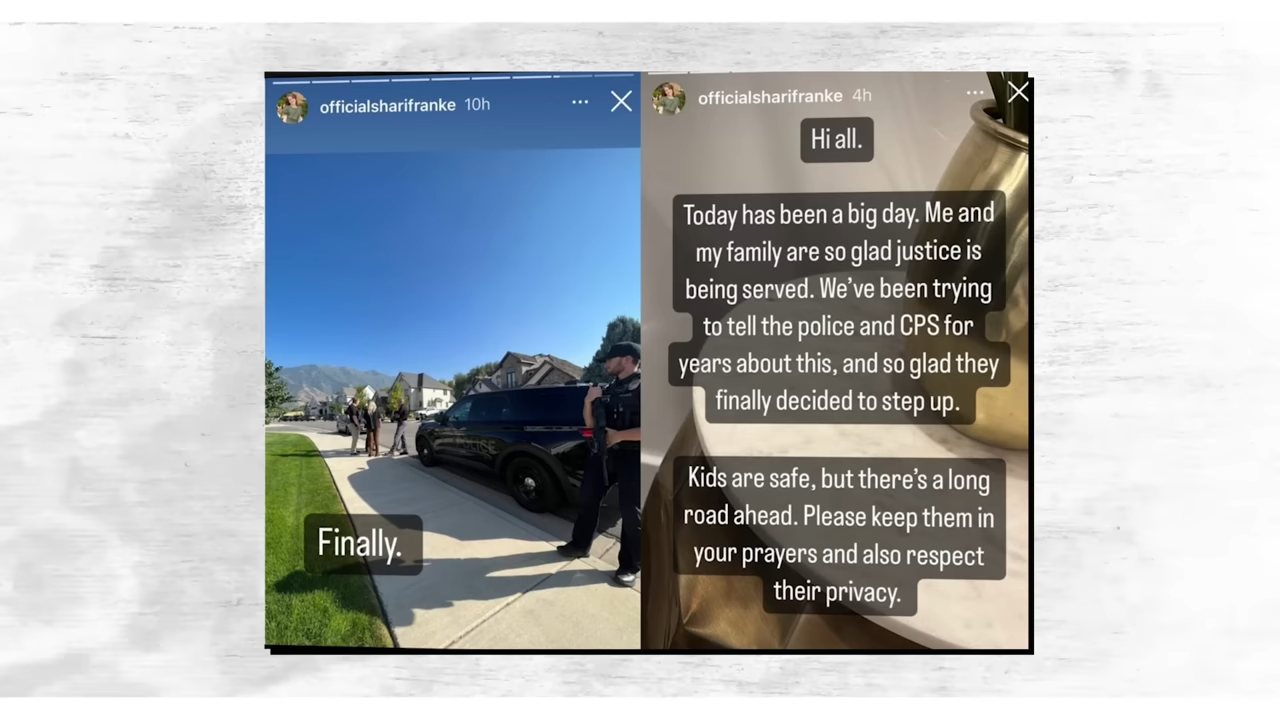 officialsharifranke 10h
POLICE
Finally.
officialsharifranke 4h
Hi all.
Today has been a big day. Me and
my family are so glad justice is
being served. We've been trying
to tell the police and CPS for
years about this, and so glad they
finally decided to step up.
Kids are safe, but there's a long
road ahead. Please keep them in
your prayers and also respect
their privacy.